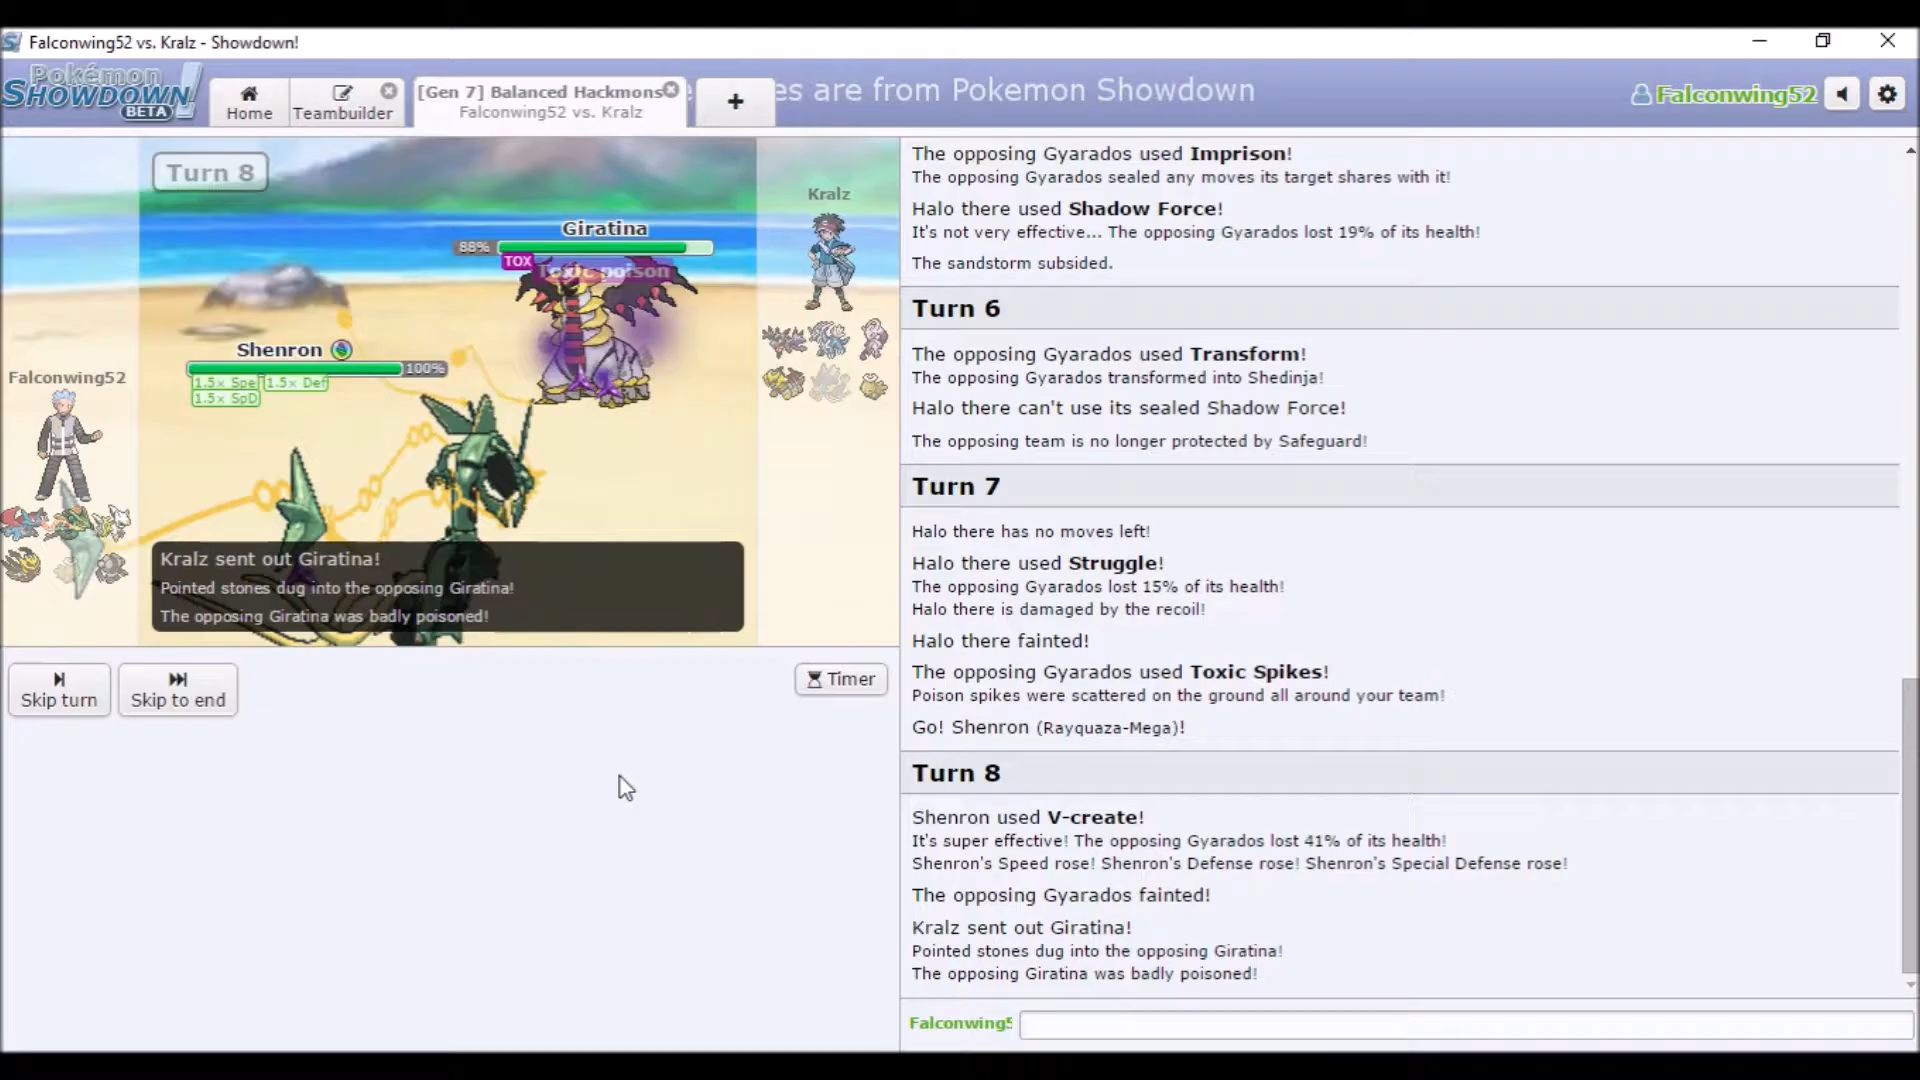 Falconwing52 vs. Kralz - Showdown!
Pokémon
SHOWDOWN!
BETA
Home
Teambuilder
[Gen 7] Balanced Hackmons
Falconwing52 vs. Kralz
es are from Pokemon Showdown
Falconwing52
Turn 8
Kralz
Giratina
88%
TOX
Toxic poison
Shenron
100%
1.5× Spe 1.5× Def
1.5× SpD
Falconwing52
Kralz sent out Giratina!
Pointed stones dug into the opposing Giratina!
The opposing Giratina was badly poisoned!
Skip turn
Skip to end
Timer
The opposing Gyarados used Imprison!
The opposing Gyarados sealed any moves its target shares with it!
Halo there used Shadow Force!
It's not very effective... The opposing Gyarados lost 19% of its health!
The sandstorm subsided.
Turn 6
The opposing Gyarados used Transform!
The opposing Gyarados transformed into Shedinja!
Halo there can't use its sealed Shadow Force!
The opposing team is no longer protected by Safeguard!
Turn 7
Halo there has no moves left!
Halo there used Struggle!
The opposing Gyarados lost 15% of its health!
Halo there is damaged by the recoil!
Halo there fainted!
The opposing Gyarados used Toxic Spikes!
Poison spikes were scattered on the ground all around your team!
Go! Shenron (Rayquaza-Mega)!
Turn 8
Shenron used V-create!
It's super effective! The opposing Gyarados lost 41% of its health!
Shenron's Speed rose! Shenron's Defense rose! Shenron's Special Defense rose!
The opposing Gyarados fainted!
Kralz sent out Giratina!
Pointed stones dug into the opposing Giratina!
The opposing Giratina was badly poisoned!
Falconwing5